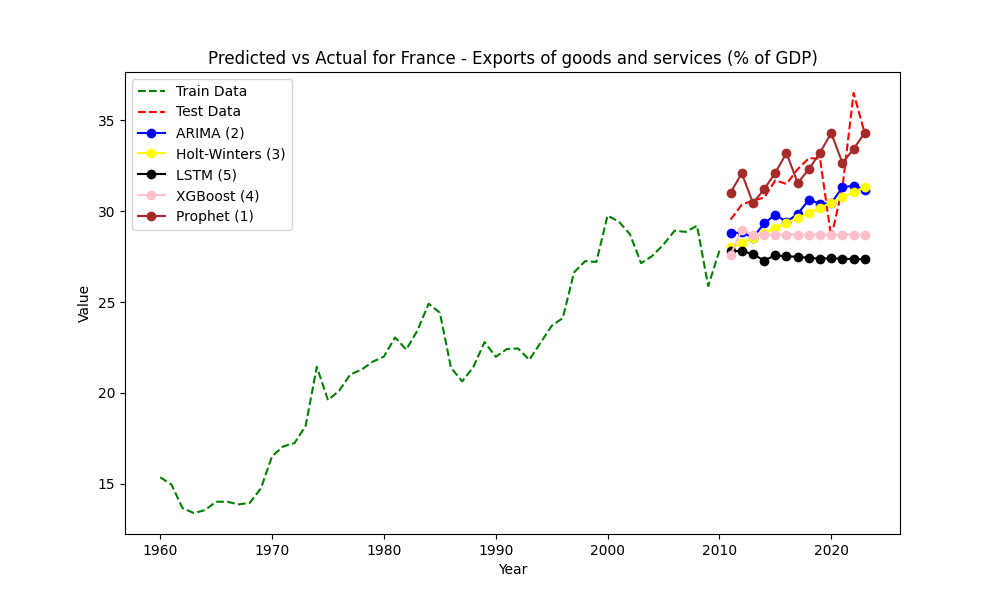 Predicted vs Actual for France - Exports of goods and services (% of GDP)
Train Data
Test Data
ARIMA (2)
Holt-Winters (3)
LSTM (5)
XGBoost (4)
Prophet (1)
35
30
25
20
15
Value
1960 1970 1980 1990 2000 2010 2020
Year